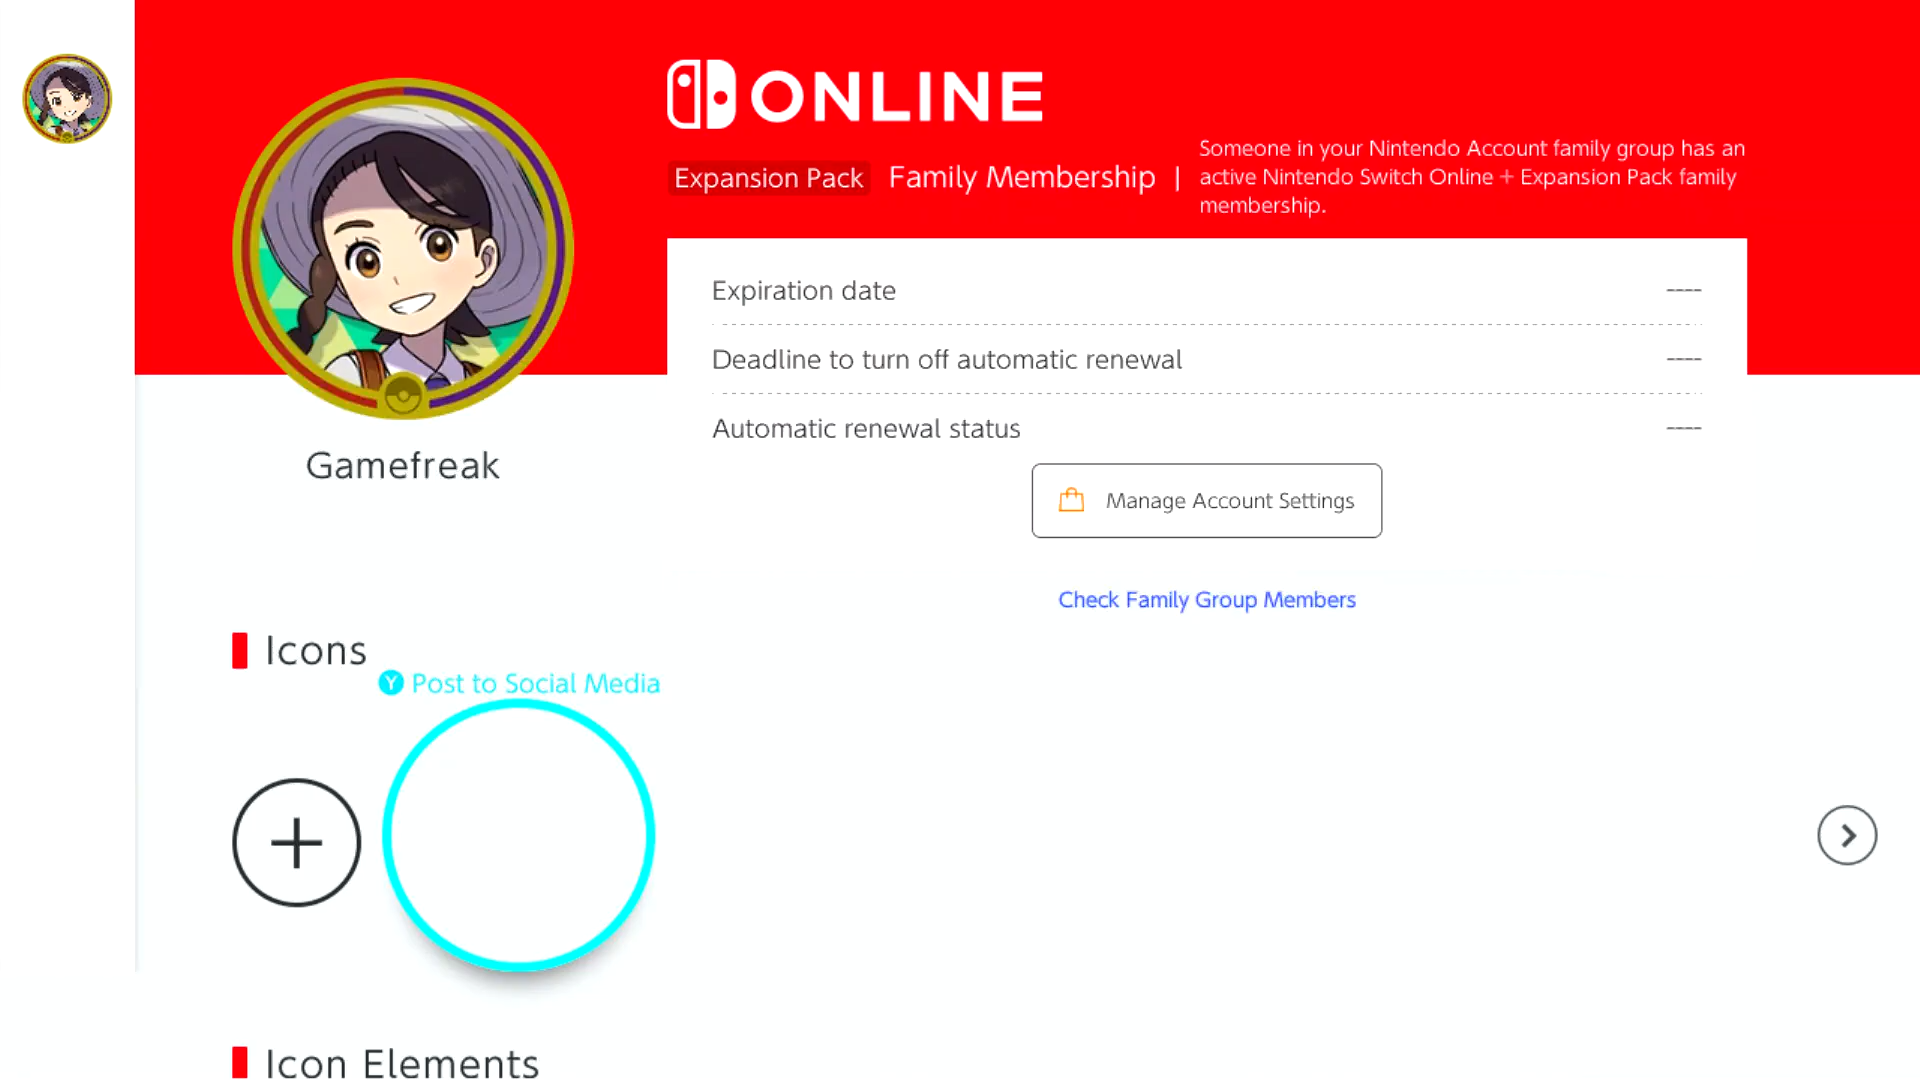 ONLINE
Expansion Pack Family Membership |
Someone in your Nintendo Account family group has an
active Nintendo Switch Online + Expansion Pack family
membership.
Expiration date ----
Deadline to turn off automatic renewal ----
Automatic renewal status ----
Manage Account Settings
Check Family Group Members
Gamefreak
Icons
Y Post to Social Media
Icon Elements